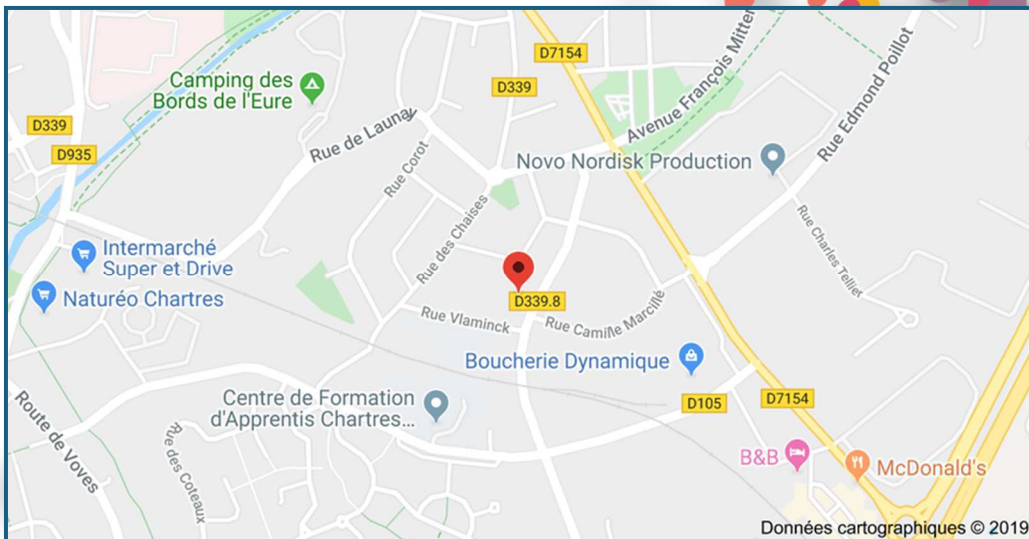 D7154
D339
Camping des
Bords de l'Eure
Avenue François Mitter
Rue Edmond Poillot
D339
Rue de Launay
D935
Rue Corot
Novo Nordisk Production
Rue des Chaises
Rue Charles Tellier
Intermarché
Super et Drive
Naturéo Chartres
D339.8
Rue Vlaminck
Rue Camille Marcillé
Boucherie Dynamique
Centre de Formation
d'Apprentis Chartres...
D105
D7154
Route de Voves
Rue des Coteaux
B&B
McDonald's
Données cartographiques © 2019